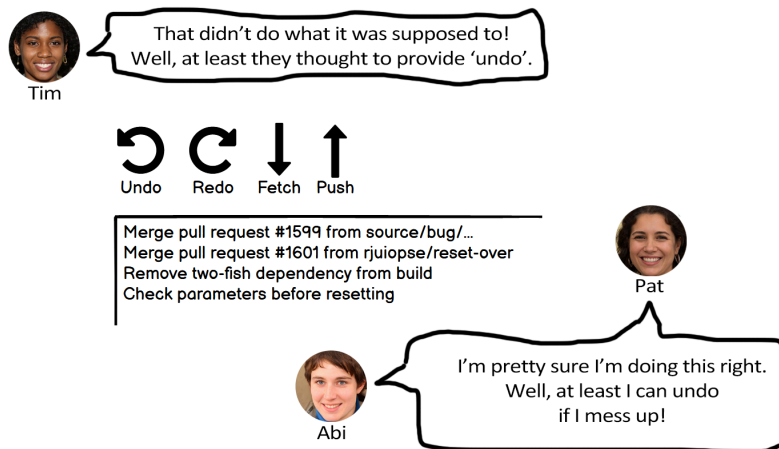 That didn’t do what it was supposed to!
Well, at least they thought to provide ‘undo’.
Tim
Undo Redo Fetch Push
Merge pull request #1599 from source/bug/...
Merge pull request #1601 from rjuiopse/reset-over
Remove two-fish dependency from build
Check parameters before resetting
Pat
I’m pretty sure I’m doing this right.
Well, at least I can undo
if I mess up!
Abi